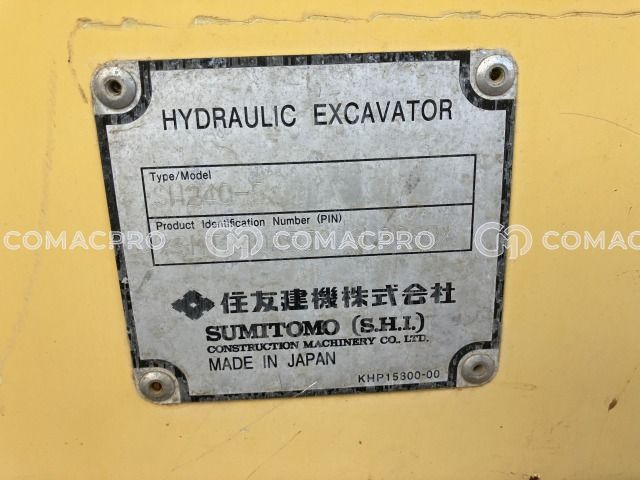 HYDRAULIC EXCAVATOR
Type/Model
Product Identification Number (PIN)
COMACPRO COMACPRO COMACPRO
住友建機株式会社
SUMITOMO (S.H.I.)
CONSTRUCTION MACHINERY CO. LTD.
MADE IN JAPAN
KHP15800-00